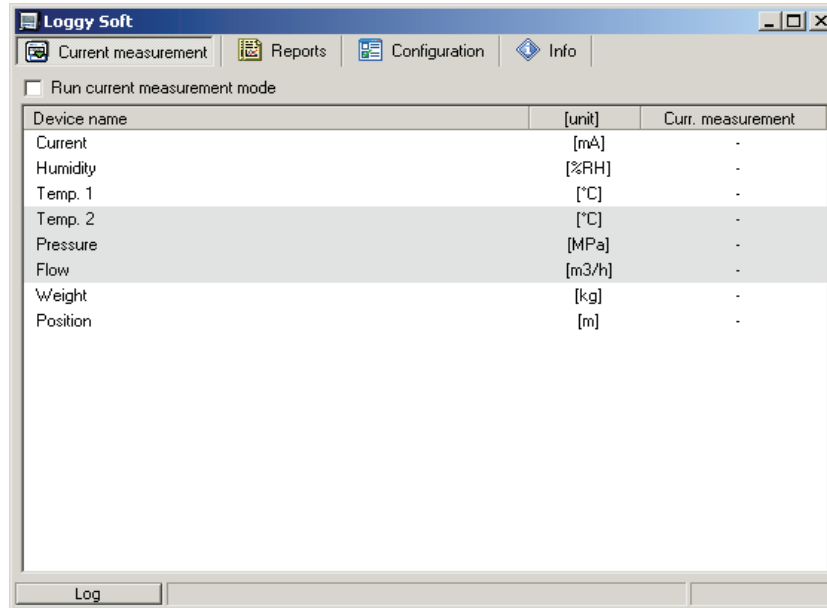 Loggy Soft
Current measurement Reports Configuration Info
Run current measurement mode
Device name [unit] Curr. measurement
Current [mA] -
Humidity [%RH] -
Temp. 1 [°C] -
Temp. 2 [°C] -
Pressure [MPa] -
Flow [m3/h] -
Weight [kg] -
Position [m] -
Log